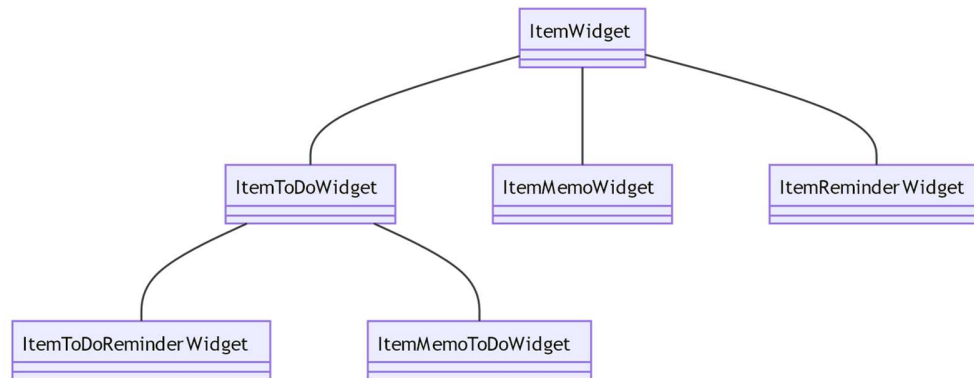 ItemWidget
ItemToDoWidget
ItemMemoWidget
ItemReminderWidget
ItemToDoReminderWidget
ItemMemoToDoWidget